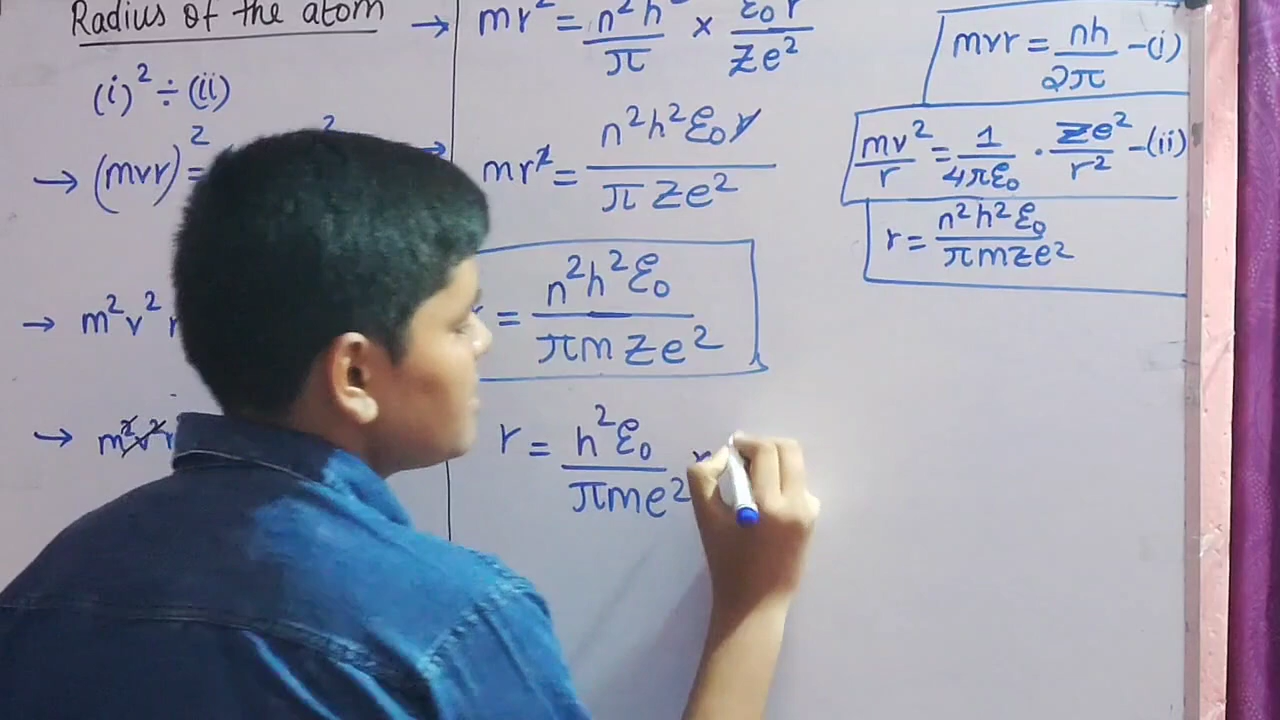 Radius of the atom
(i)² ÷ (ii)
→ (mvr)² =
→ m²v²r
→ m²v²
→ mr² = n²h² / π × ε₀r / Ze²
mr² = n²h²ε₀r / πZe²
= n²h²ε₀ / πmZe²
r = h²ε₀ / πme²
mvr = nh / 2π -(i)
mv² / r = 1 / 4πε₀ · Ze² / r² -(ii)
r = n²h²ε₀ / πmze²